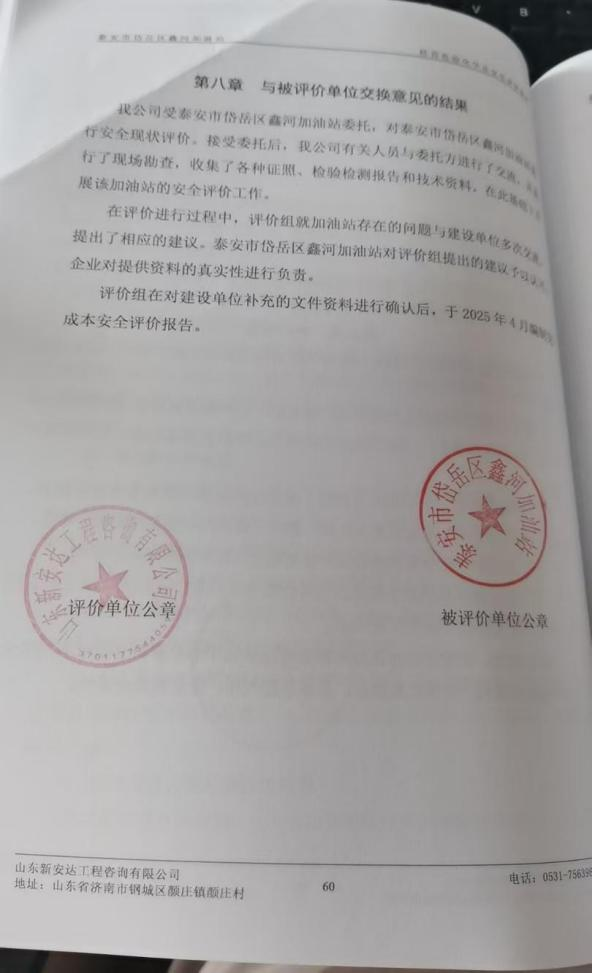 泰安市岱岳区鑫河加油站
第八章 与被评价单位交换意见的结果
我公司受泰安市岱岳区鑫河加油站委托，对泰安市岱岳区鑫河加油站
行安全现状评价。接受委托后，我公司有关人员与委托方进行了交流，
行了现场勘查，收集了各种证照、检验检测报告和技术资料，在此基础上
展该加油站的安全评价工作。
在评价进行过程中，评价组就加油站存在的问题与建设单位多次交流，
提出了相应的建议。泰安市岱岳区鑫河加油站对评价组提出的建议予以认可，
企业对提供资料的真实性进行负责。
评价组在对建设单位补充的文件资料进行确认后，于 2025 年 4 月编制完
成本安全评价报告。
泰安市岱岳区鑫河加油站
山东新安达工程咨询有限公司
评价单位公章
被评价单位公章
山东新安达工程咨询有限公司
地址：山东省济南市钢城区颜庄镇颜庄村
60
电话：0531-75639